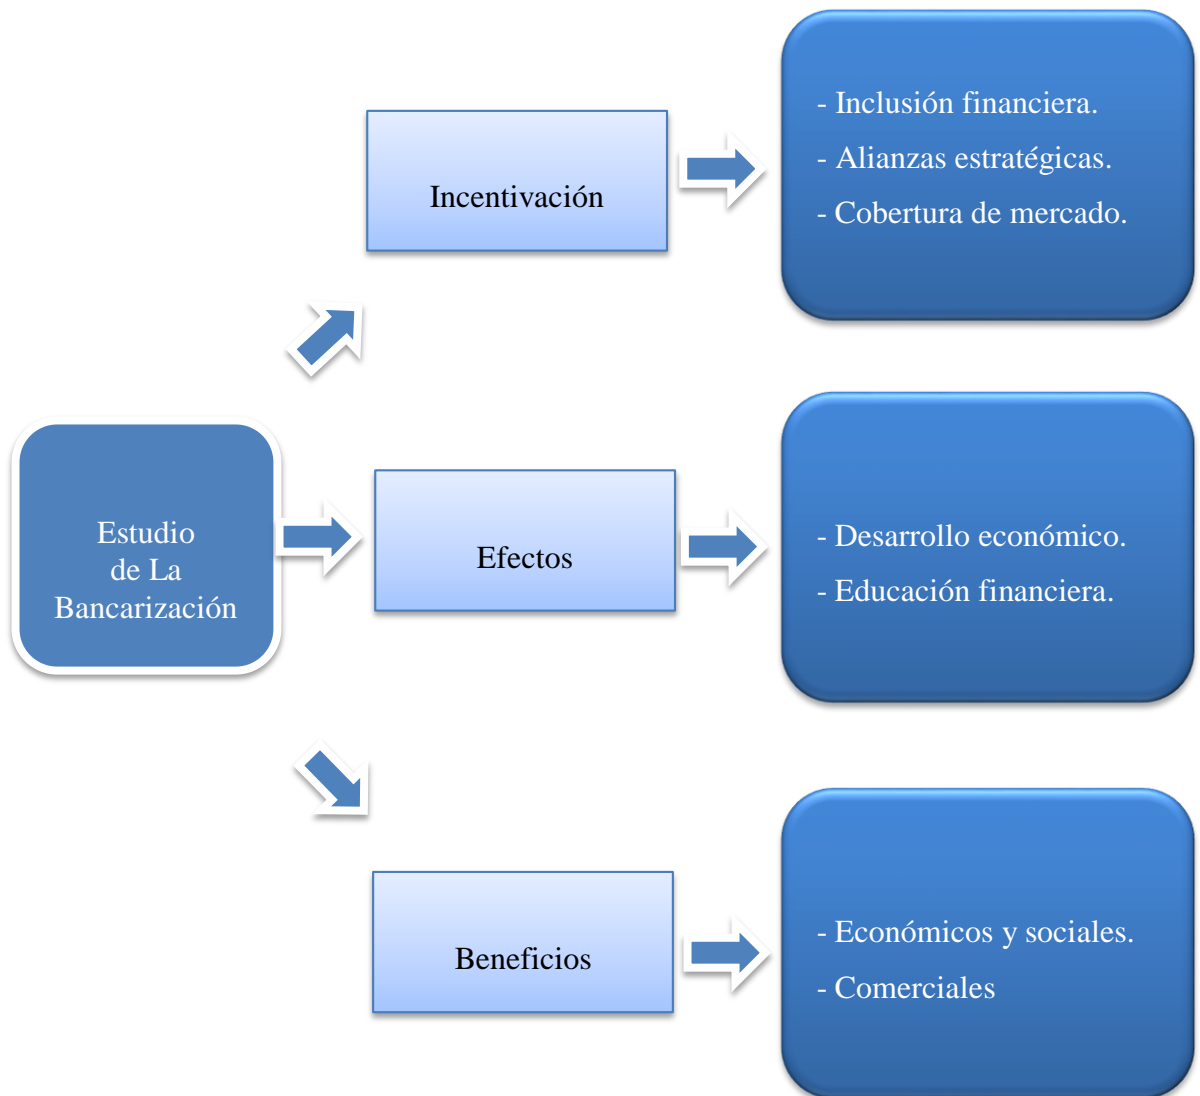 Estudio
de La
Bancarización
Incentivación
- Inclusión financiera.
- Alianzas estratégicas.
- Cobertura de mercado.
Efectos
- Desarrollo económico.
- Educación financiera.
Beneficios
- Económicos y sociales.
- Comerciales